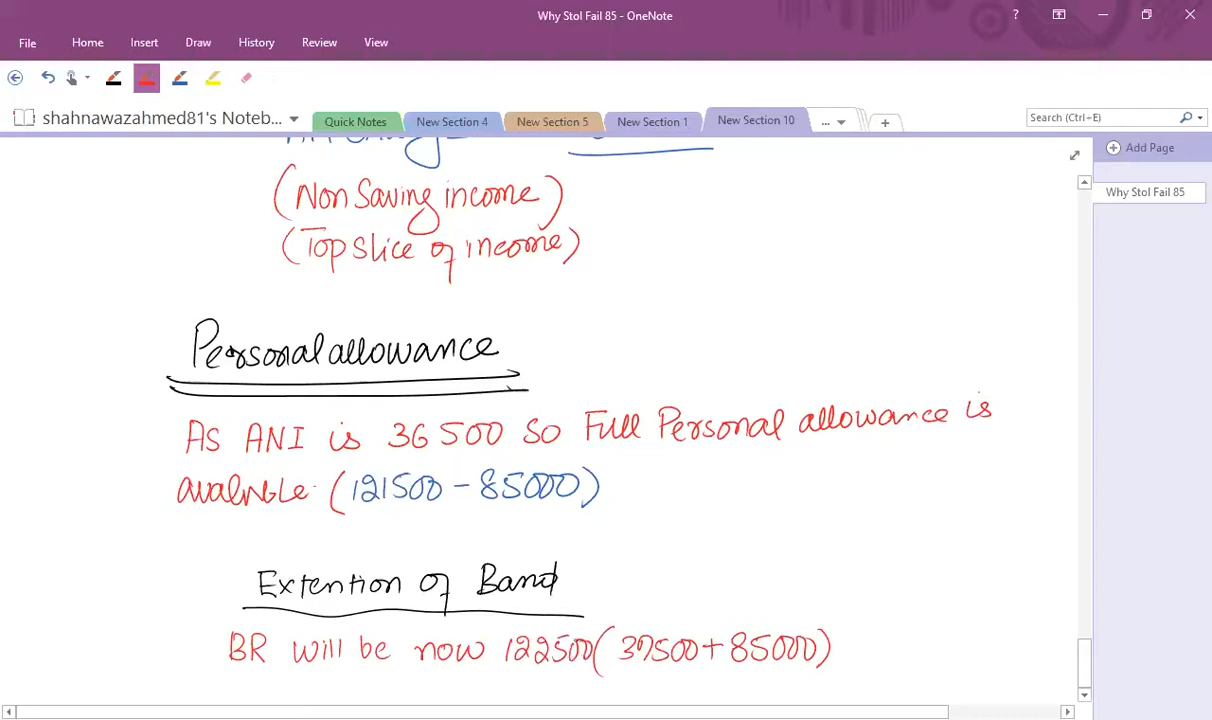 Why Stol Fail 85 - OneNote
?
File Home Insert Draw History Review View
shahnawazahmed81's Noteb... Quick Notes New Section 4 New Section 5 New Section 1 New Section 10 ... + Search (Ctrl+E)
Add Page
Why Stol Fail 85
(Non Saving income)
(Top Slice of income)
Personal allowance
As ANI is 36500 so Full Personal allowance is
(121500 - 85000)
Extention of Band
BR will be now 122500 (37500 + 85000)